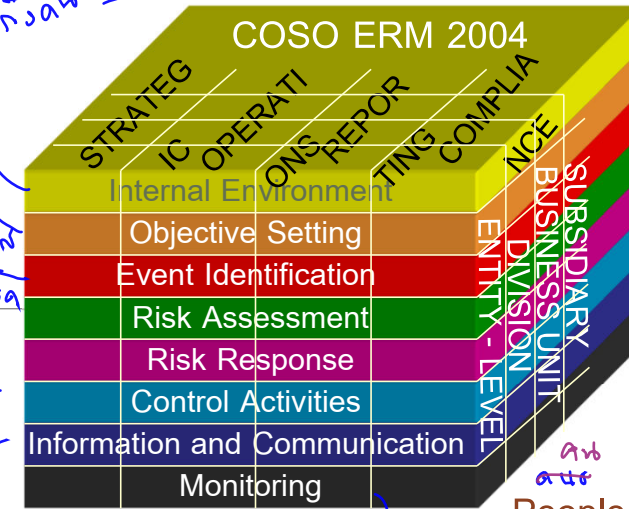 COSO ERM 2004
STRATEG
IC
OPERATI
ONS
REPOR
TING
COMPLIA
NCE
Internal Environment
Objective Setting
Event Identification
Risk Assessment
Risk Response
Control Activities
Information and Communication
Monitoring
ENTITY - LEVEL
DIVISION
BUSINESS UNIT
SUBSIDIARY
People